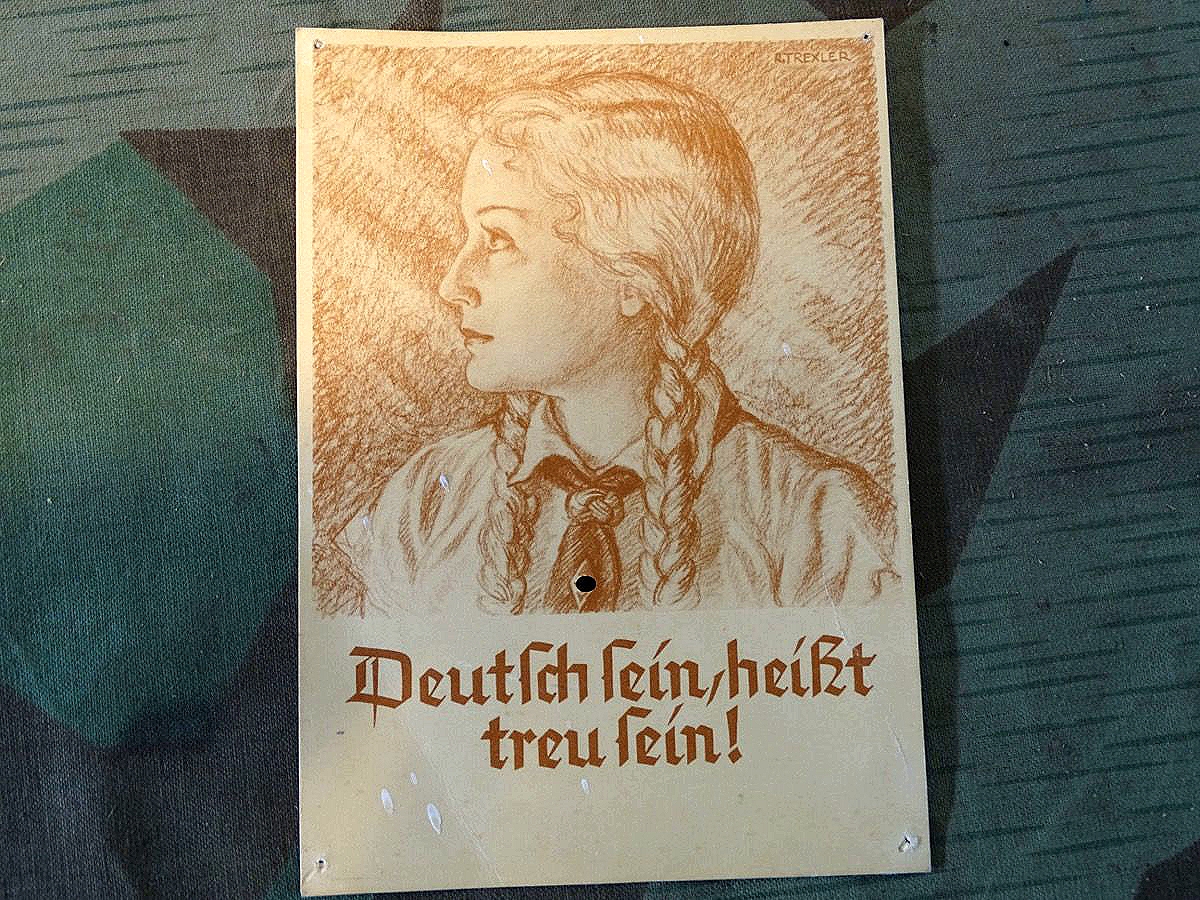 A.TREXLER
Deutſch ſein, heißt
treu ſein!